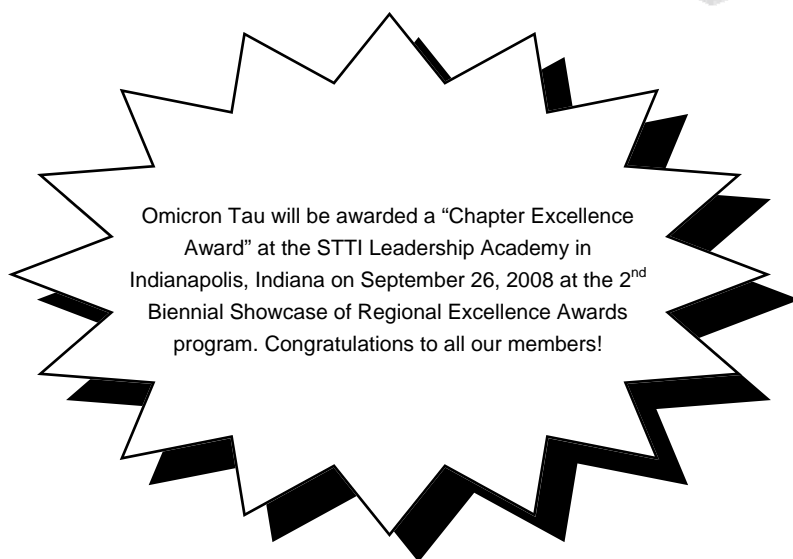 Omicron Tau will be awarded a “Chapter Excellence
Award” at the STTI Leadership Academy in
Indianapolis, Indiana on September 26, 2008 at the 2nd
Biennial Showcase of Regional Excellence Awards
program. Congratulations to all our members!